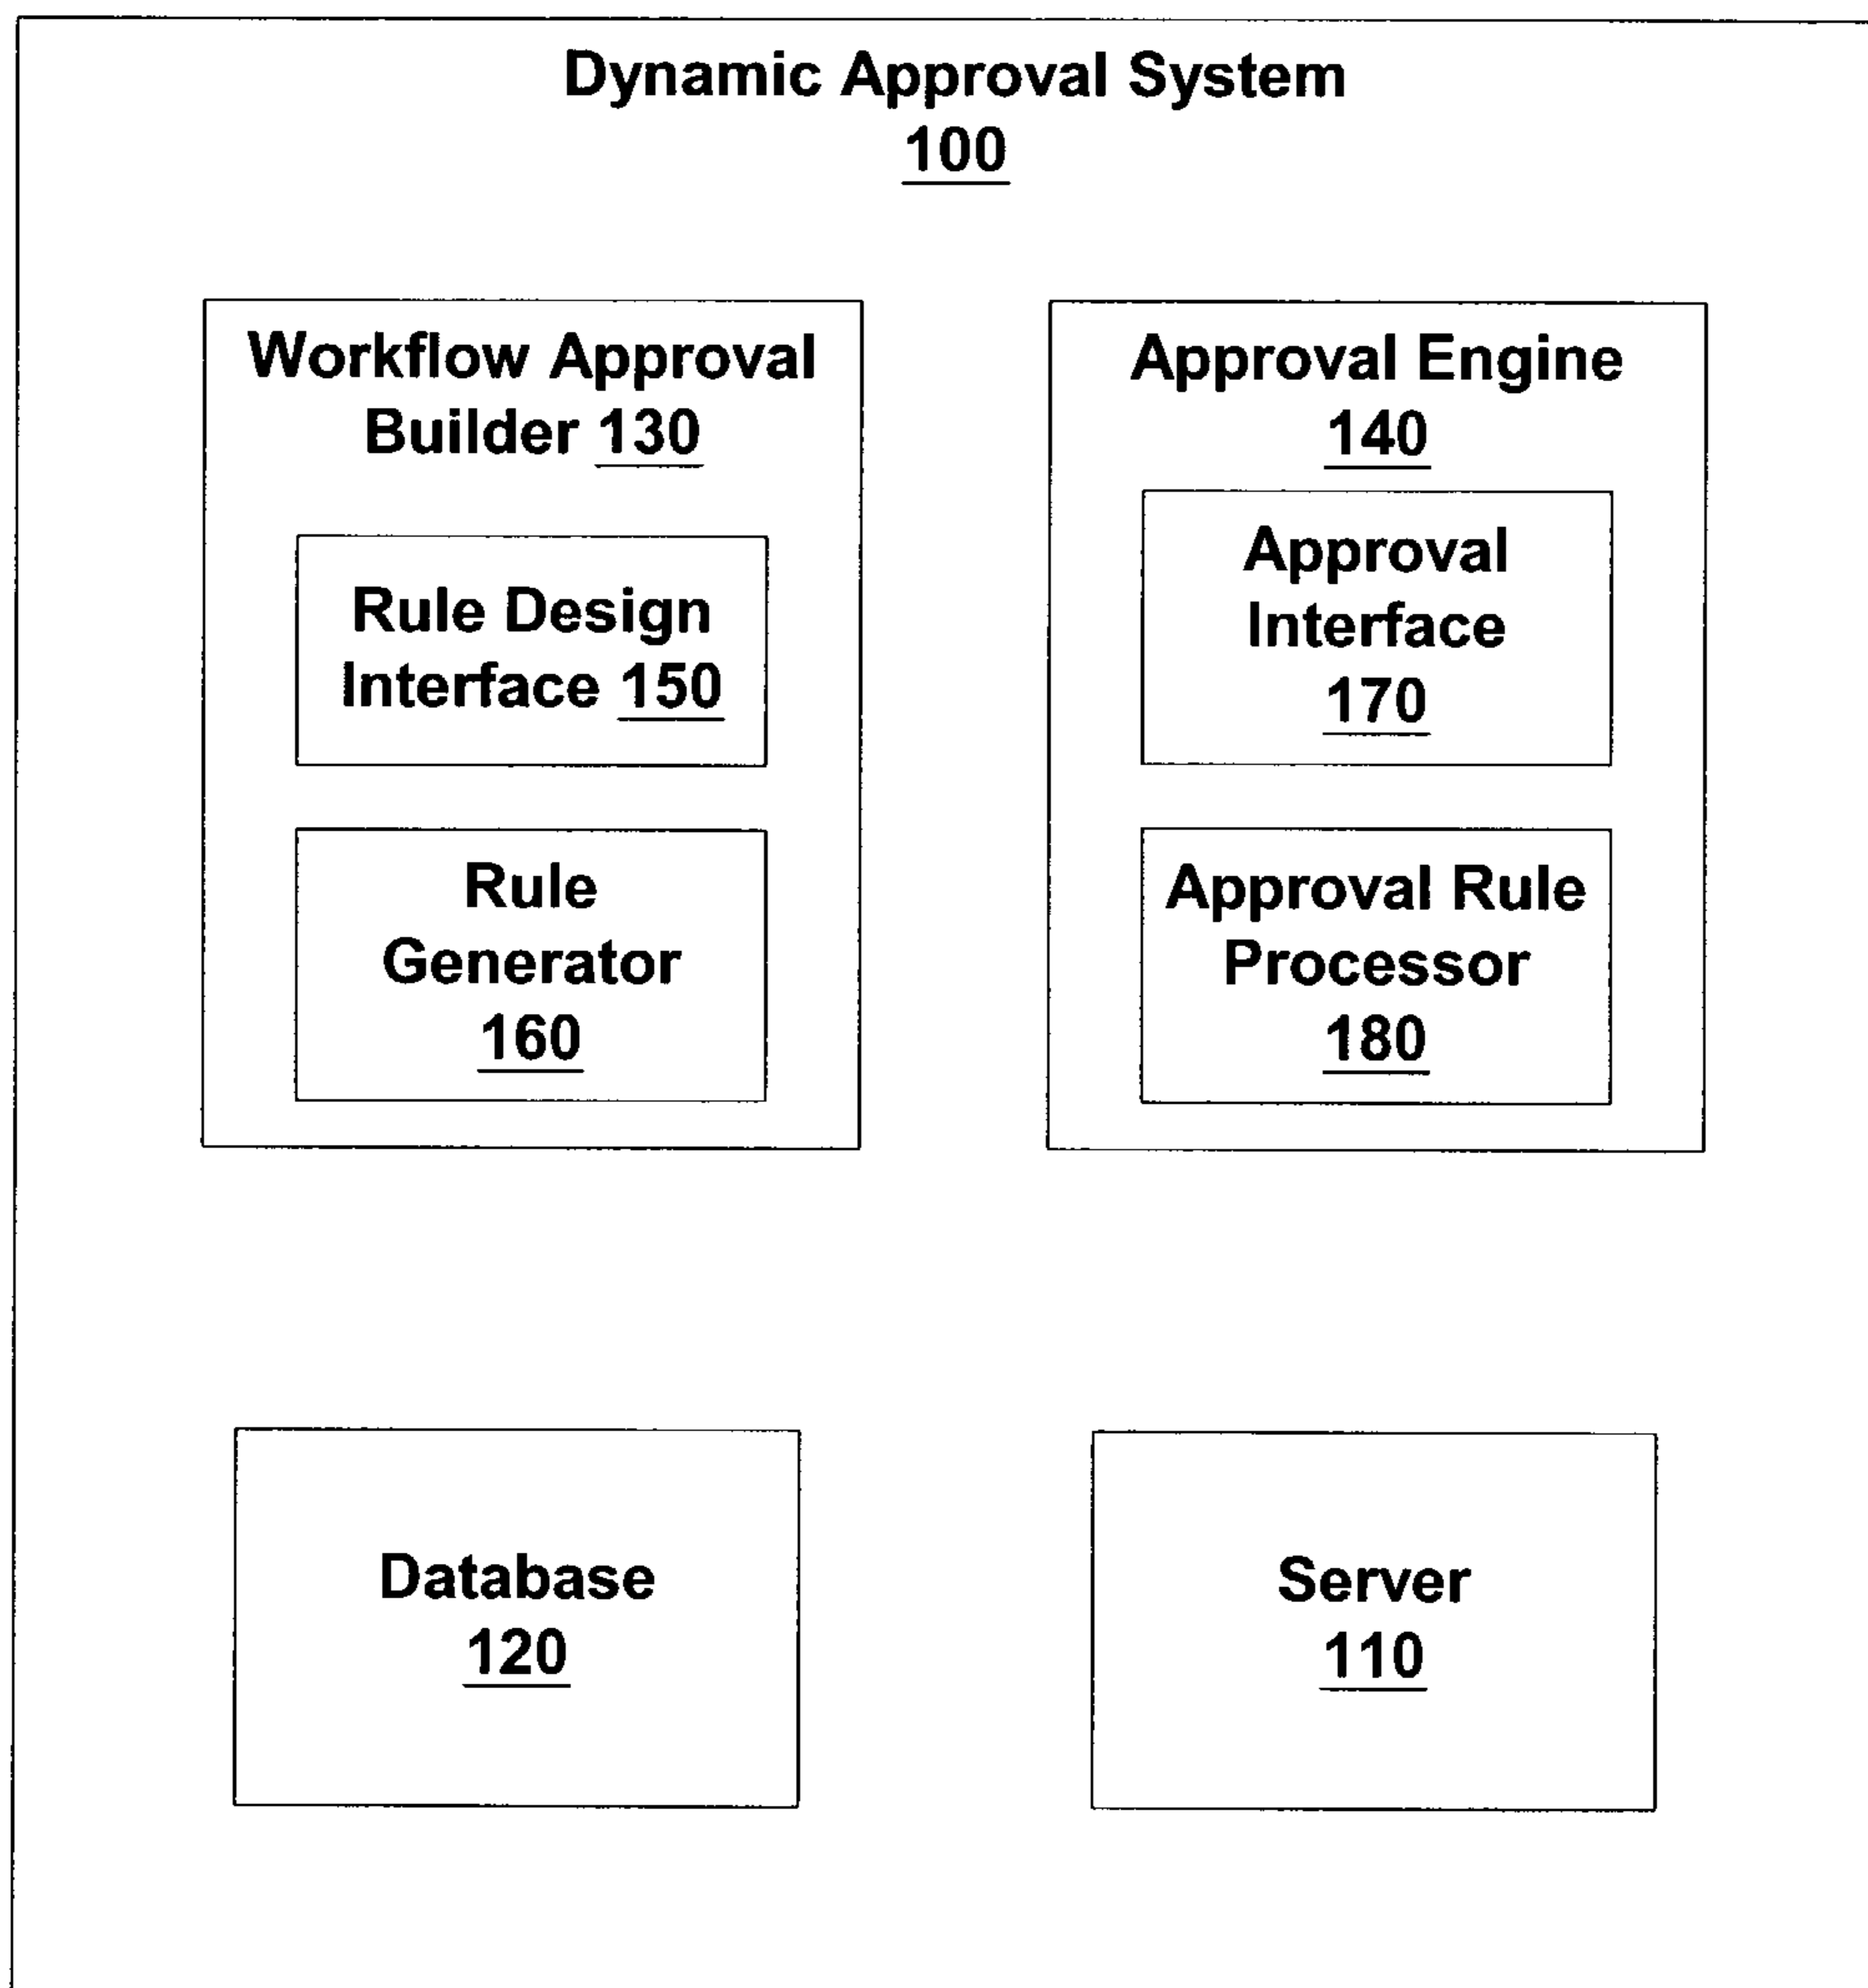 Dynamic Approval System
100
Workflow Approval
Builder 130
Rule Design
Interface 150
Rule
Generator
160
Approval Engine
140
Approval
Interface
170
Approval Rule
Processor
180
Database
120
Server
110